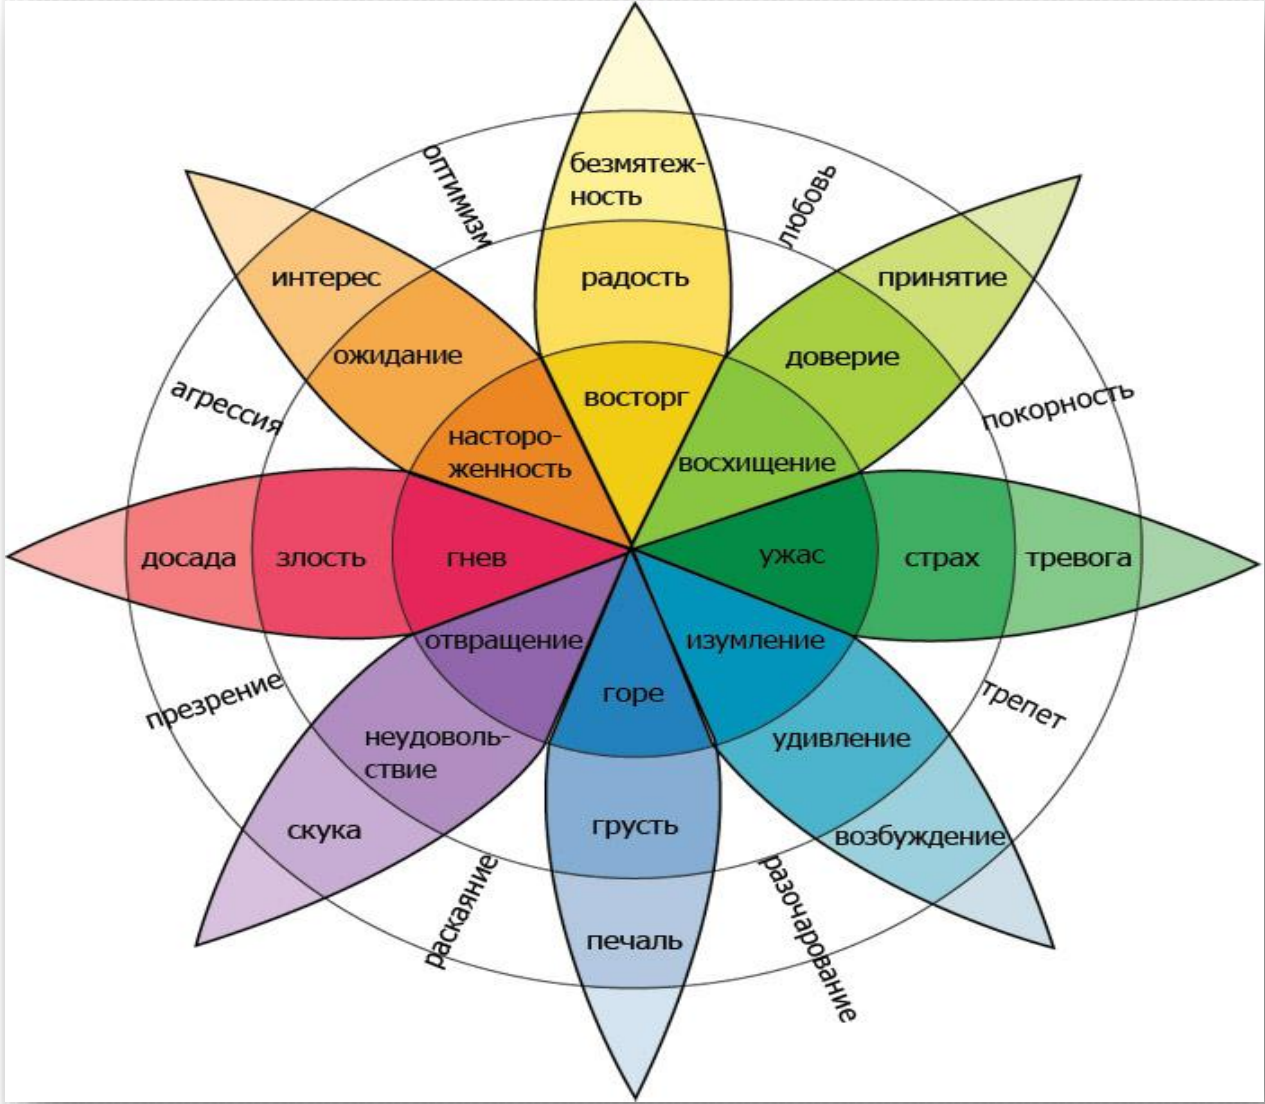 безмятеж-
ность
оптимизм
любовь
интерес
радость
принятие
ожидание
доверие
восторг
агрессия
покорность
насторо-
женность
восхищение
досада
злость
гнев
ужас
страх
тревога
отвращение
изумление
горе
презрение
трепет
неудоволь-
ствие
удивление
скука
грусть
возбуждение
раскаяние
разочарование
печаль